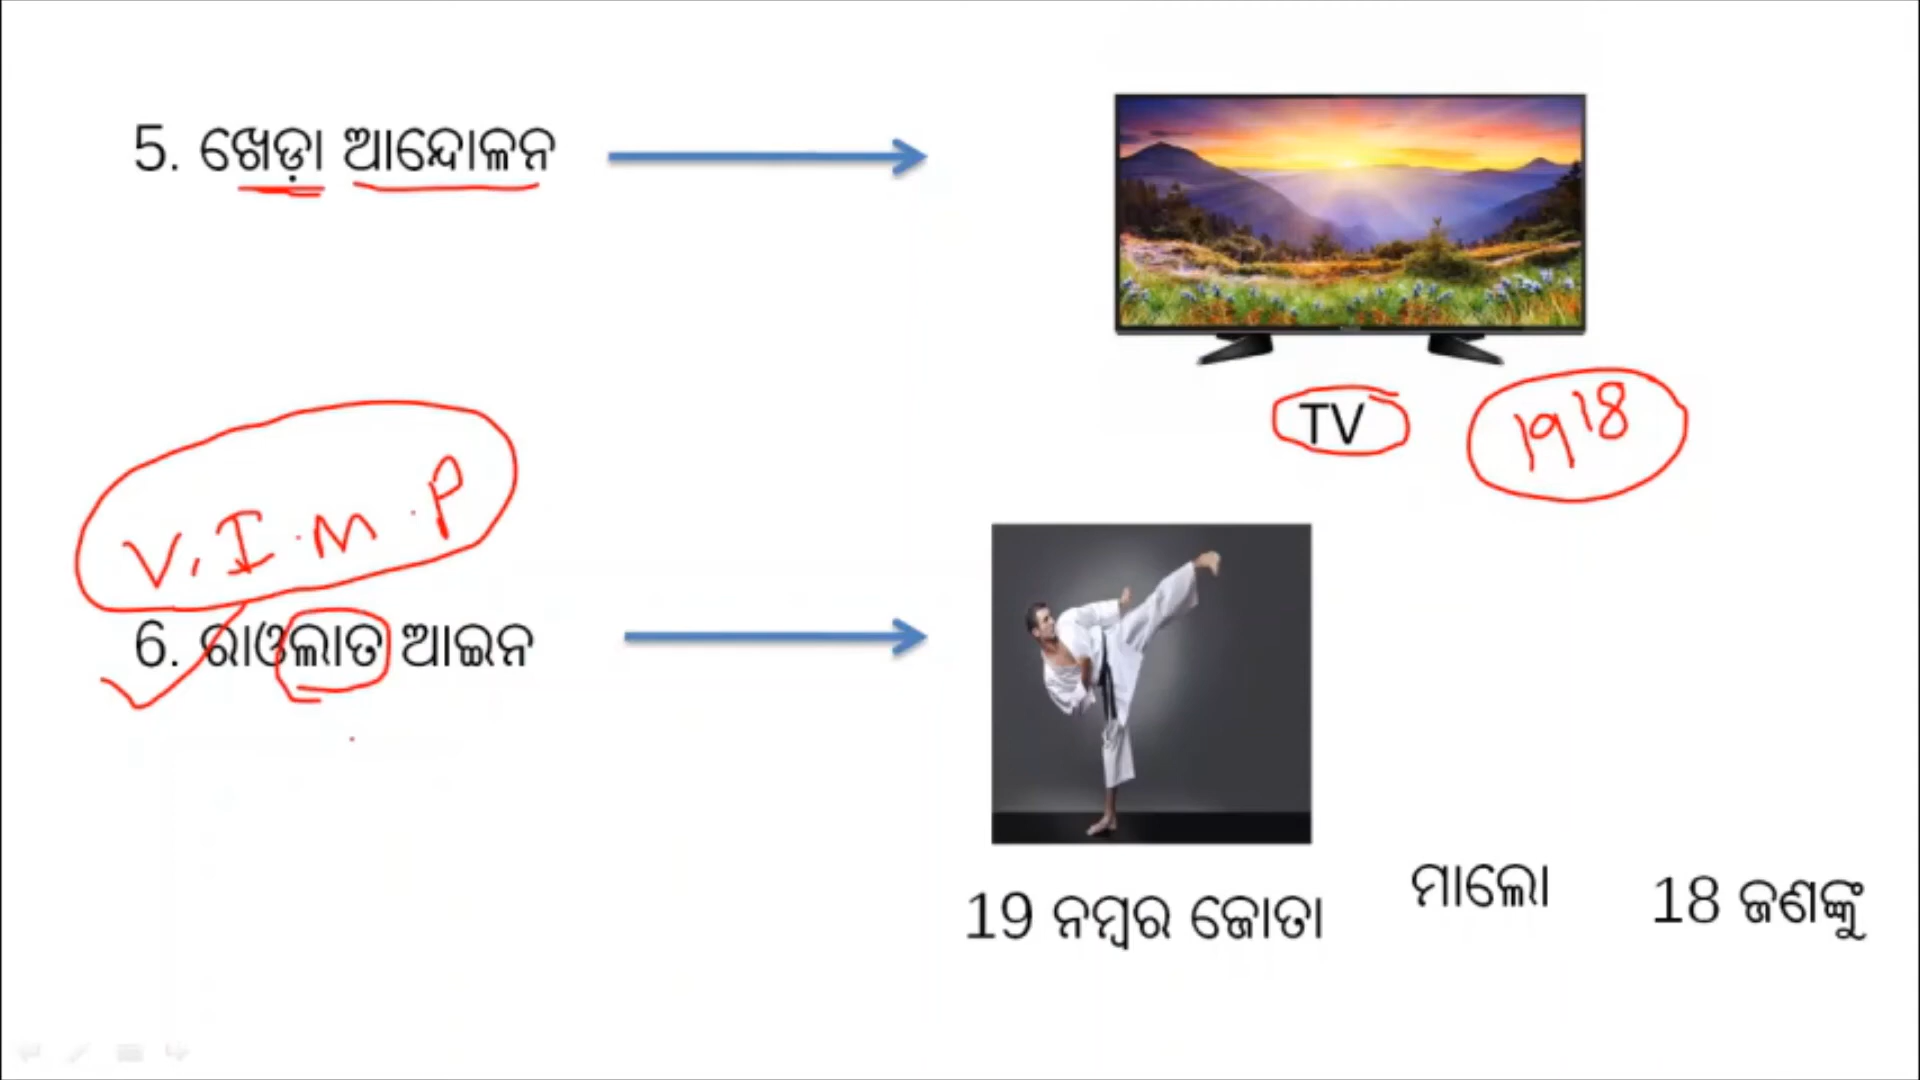 5. ଖେଡ଼ା ଆନ୍ଦୋଳନ
TV
1918
V.I.M.P
6. ରାଓଲାତ ଆଇନ
19 ନମ୍ବର ଜୋତା
ମାଲୋ
18 ଜଣଙ୍କୁ